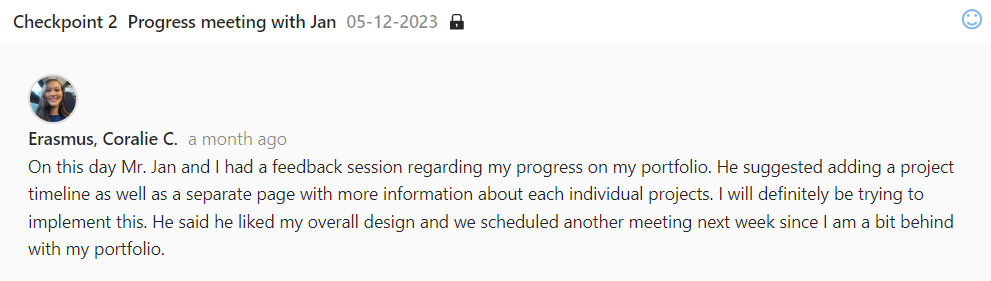 Checkpoint 2 Progress meeting with Jan 05-12-2023
Erasmus, Coralie C. a month ago
On this day Mr. Jan and I had a feedback session regarding my progress on my portfolio. He suggested adding a project
timeline as well as a separate page with more information about each individual projects. I will definitely be trying to
implement this. He said he liked my overall design and we scheduled another meeting next week since I am a bit behind
with my portfolio.